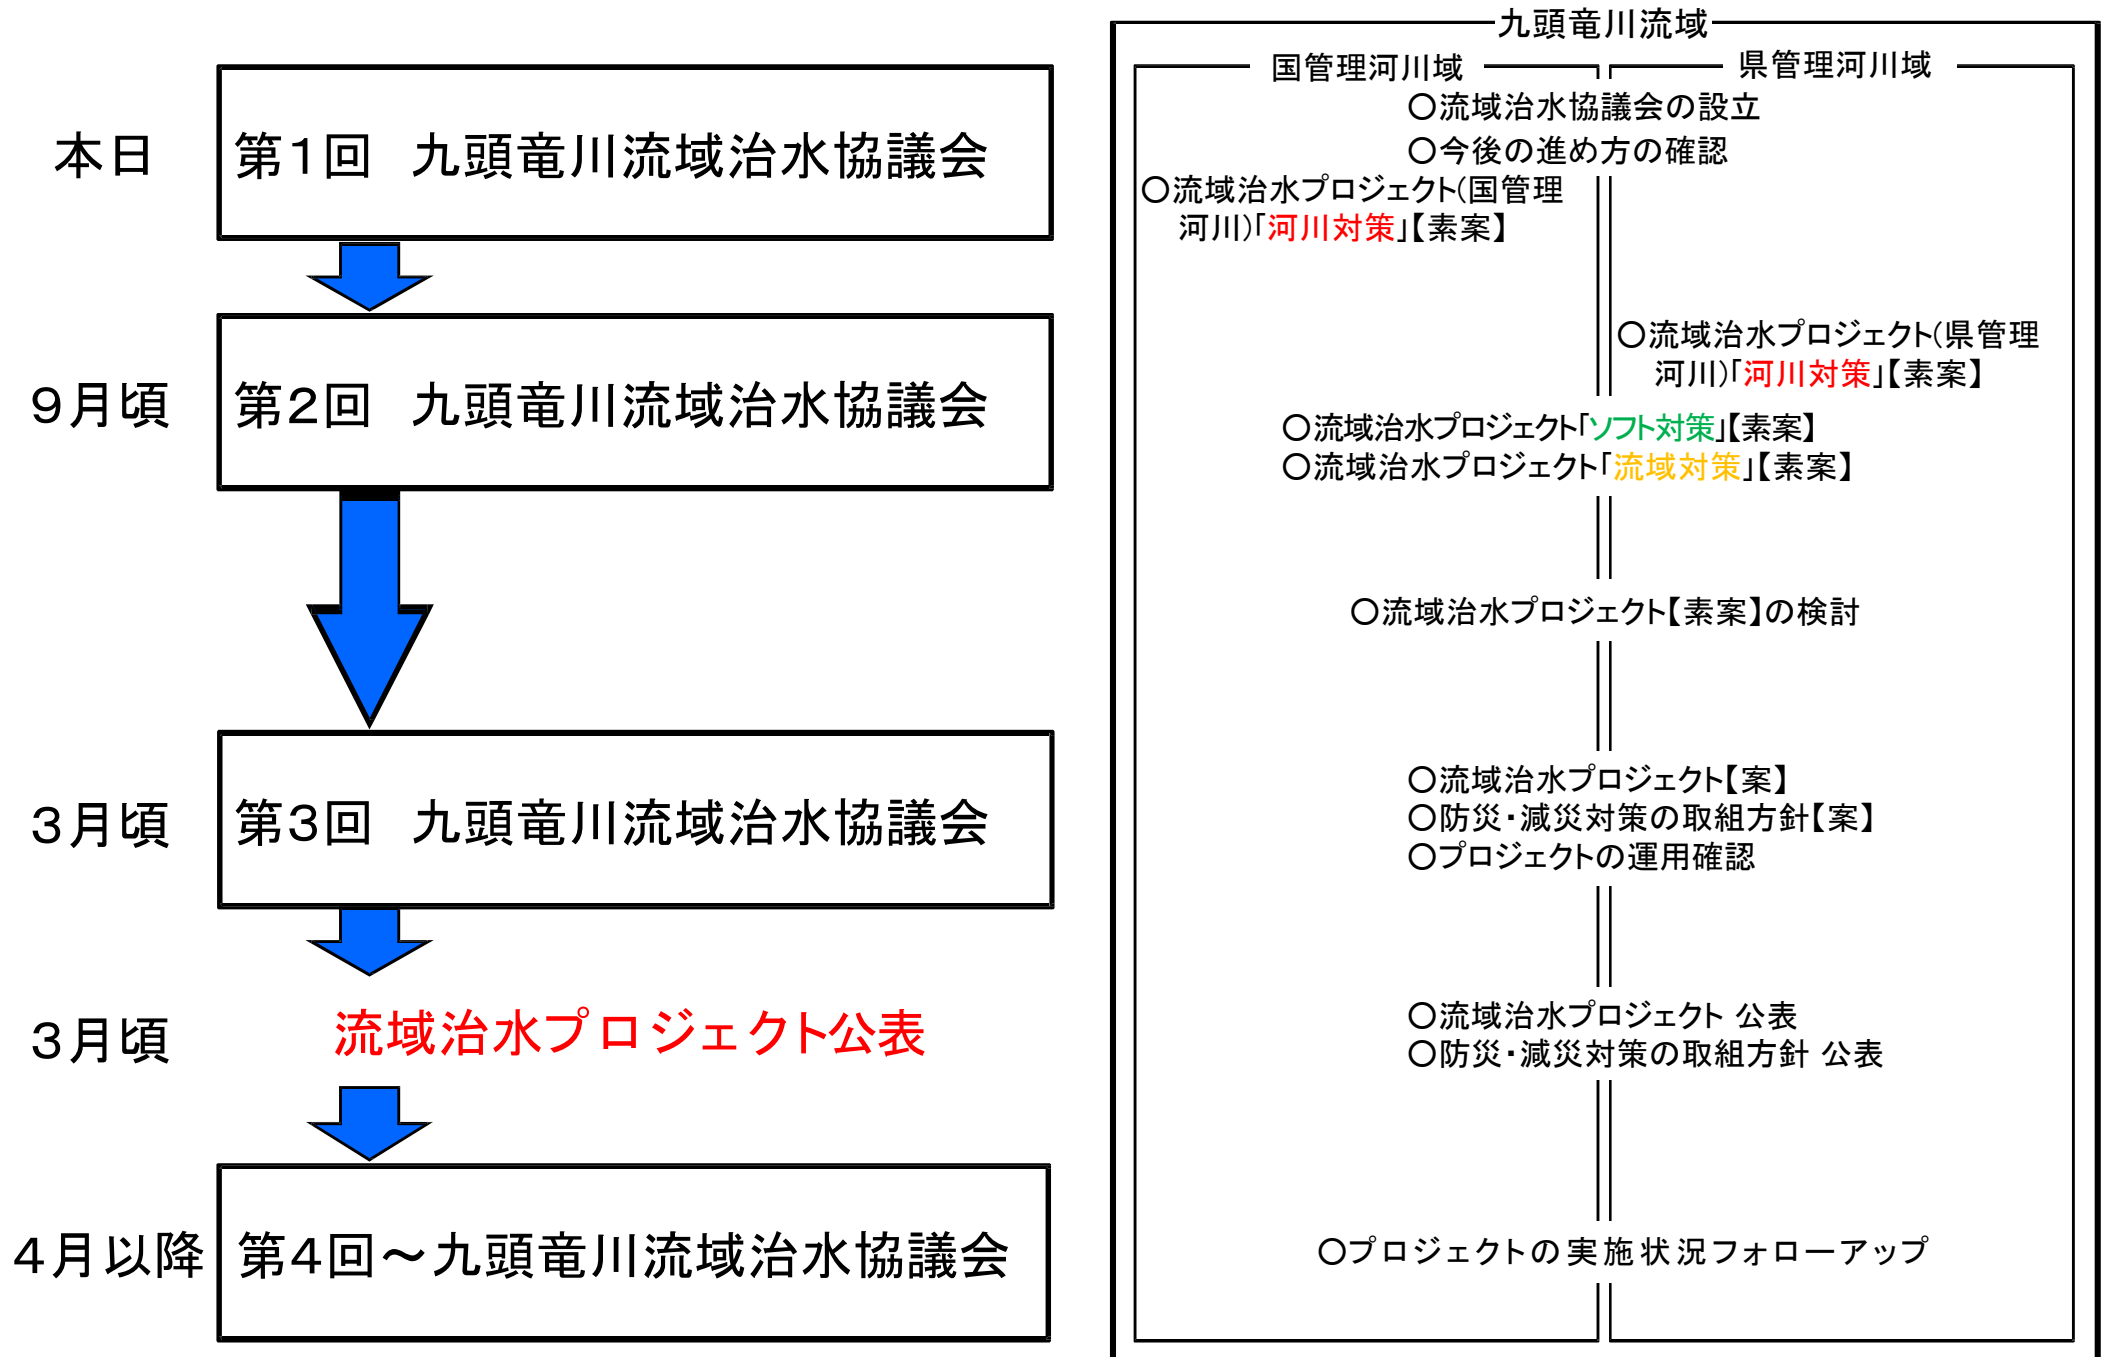 本日
第１回　九頭竜川流域治水協議会
９月頃
第２回　九頭竜川流域治水協議会
３月頃
第３回　九頭竜川流域治水協議会
３月頃
流域治水プロジェクト公表
４月以降
第４回～九頭竜川流域治水協議会
九頭竜川流域
国管理河川域
県管理河川域
○流域治水協議会の設立
○今後の進め方の確認
○流域治水プロジェクト(国管理
河川)「河川対策」【素案】
○流域治水プロジェクト(県管理
河川)「河川対策」【素案】
○流域治水プロジェクト「ソフト対策」【素案】
○流域治水プロジェクト「流域対策」【素案】
○流域治水プロジェクト【素案】の検討
○流域治水プロジェクト【案】
○防災・減災対策の取組方針【案】
○プロジェクトの運用確認
○流域治水プロジェクト 公表
○防災・減災対策の取組方針 公表
○プロジェクトの実施状況フォローアップ